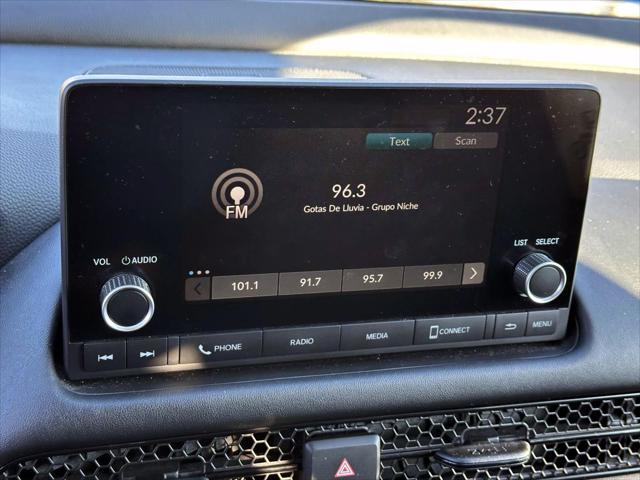 2:37
Text Scan
96.3
FM
Gotas De Lluvia - Grupo Niche
VOL AUDIO
LIST SELECT
101.1 91.7 95.7 99.9
PHONE RADIO MEDIA CONNECT MENU